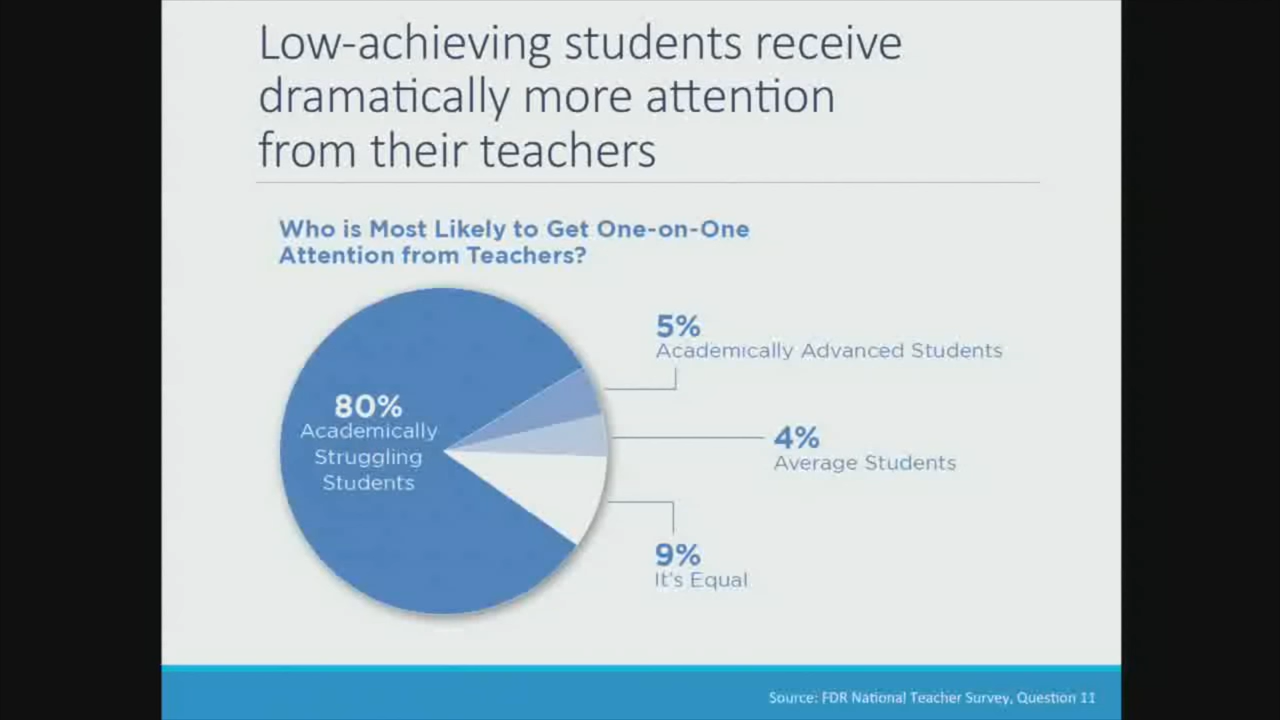 Low-achieving students receive
dramatically more attention
from their teachers
Who is Most Likely to Get One-on-One
Attention from Teachers?
5%
Academically Advanced Students
80%
Academically
Struggling
Students
4%
Average Students
9%
It's Equal
Source: FDR National Teacher Survey, Question 11